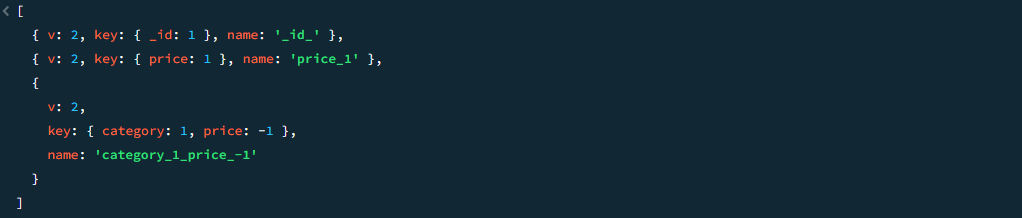 [
  { v: 2, key: { _id: 1 }, name: '_id_' },
  { v: 2, key: { price: 1 }, name: 'price_1' },
  {
    v: 2,
    key: { category: 1, price: -1 },
    name: 'category_1_price_-1'
  }
]